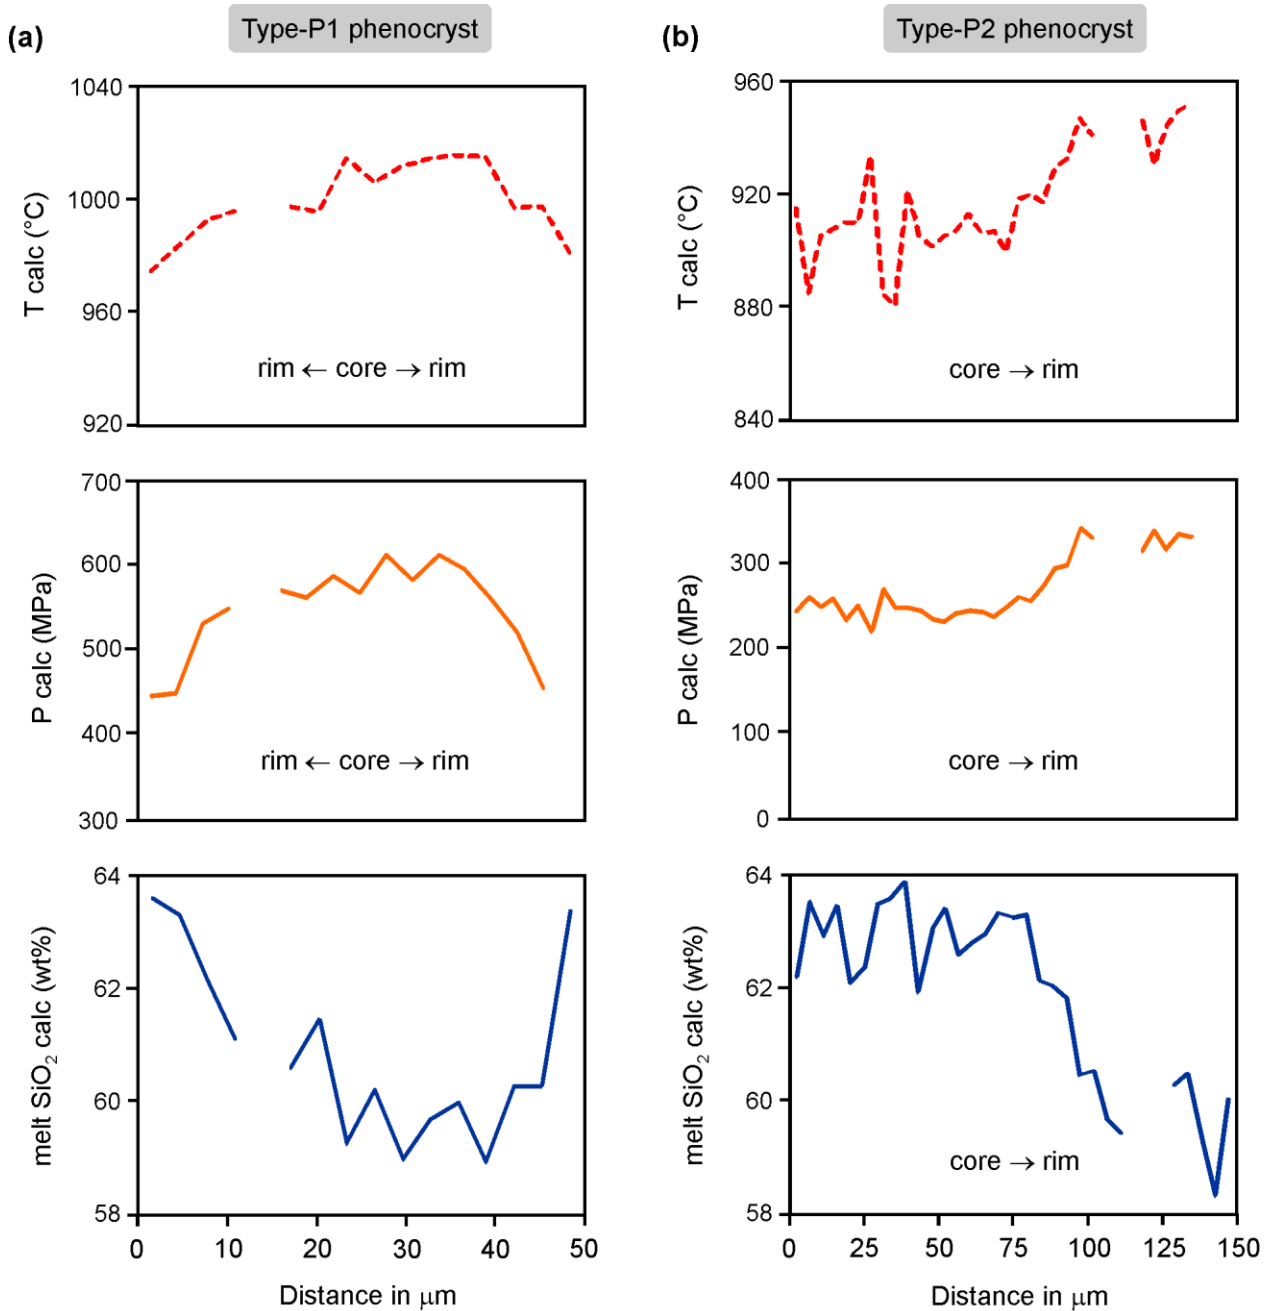 (a)
Type-P1 phenocryst
1040
1000
960
920
T calc (°C)
rim ← core → rim
700
600
500
400
300
P calc (MPa)
rim ← core → rim
64
62
60
58
melt SiO₂ calc (wt%)
0 10 20 30 40 50
Distance in μm
(b)
Type-P2 phenocryst
960
920
880
840
T calc (°C)
core → rim
400
300
200
100
0
P calc (MPa)
core → rim
64
62
60
58
melt SiO₂ calc (wt%)
core → rim
0 25 50 75 100 125 150
Distance in μm